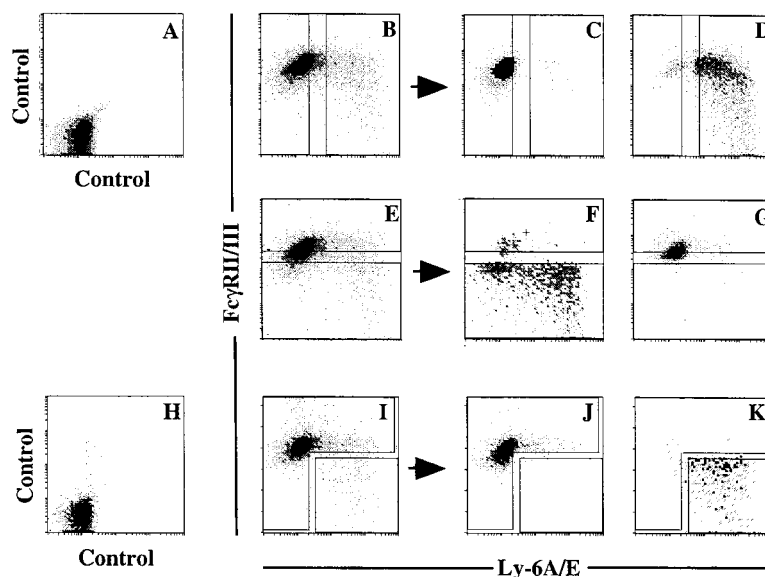 A
B
C
D
Control
Control
FcγRII/III
E
F
G
H
I
J
K
Control
Control
Ly-6A/E